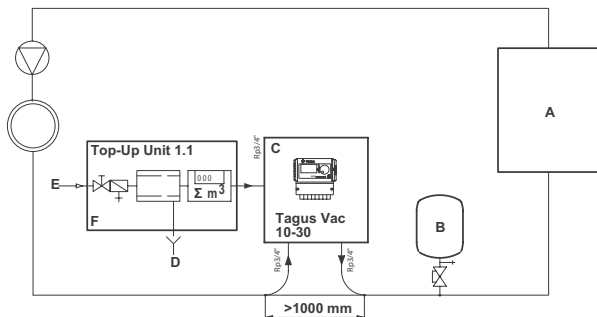 A
Rp3/4"
C
Top-Up Unit 1.1
E
000
Σ m3
F
D
Tagus Vac
10-30
B
Rp3/4"
Rp3/4"
>1000 mm